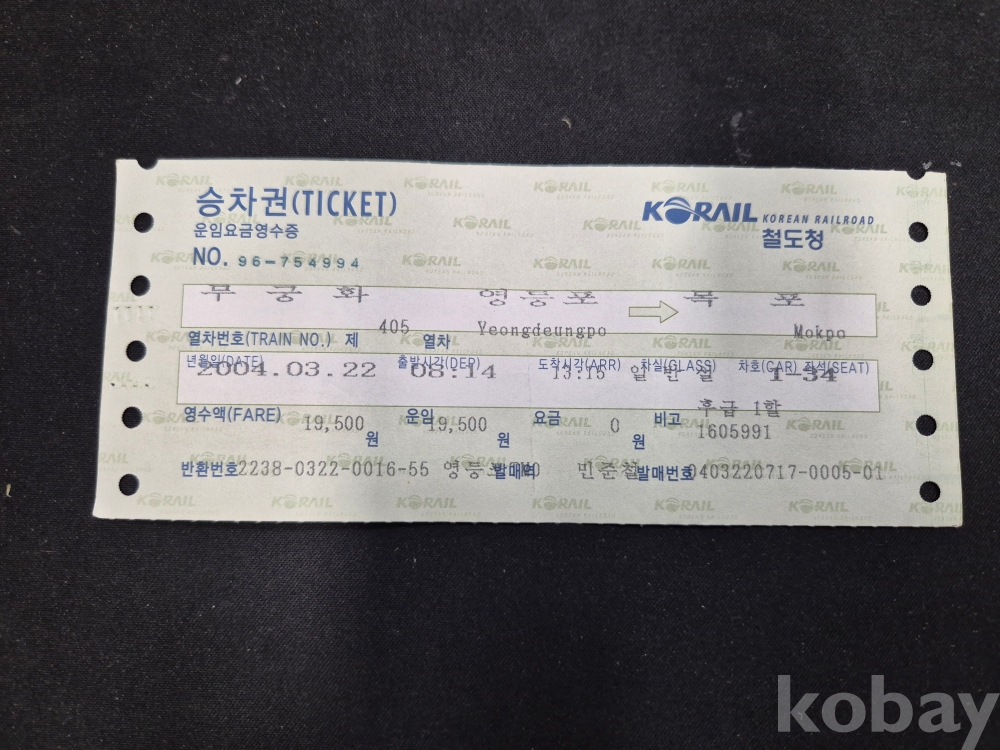 승차권(TICKET)
운임요금영수증
NO. 96-754994
KORAIL KOREAN RAILROAD
철도청
무궁화 영등포 → 목포
열차번호(TRAIN NO.) 제 405 열차 Yeongdeungpo Mokpo
년월일(DATE) 출발시각(DEP) 도착시각(ARR) 차실(GLASS) 차호(CAR) 좌석(SEAT)
2004.03.22 08:14 13:15 일반실 1-34
영수액(FARE) 19,500 원 운임 19,500 원 요금 0 원 비고 후급 1할
1605991
반환번호 2238-0322-0016-55 영등포 발매역 민준철 발매번호 0403220717-0005-01
kobay